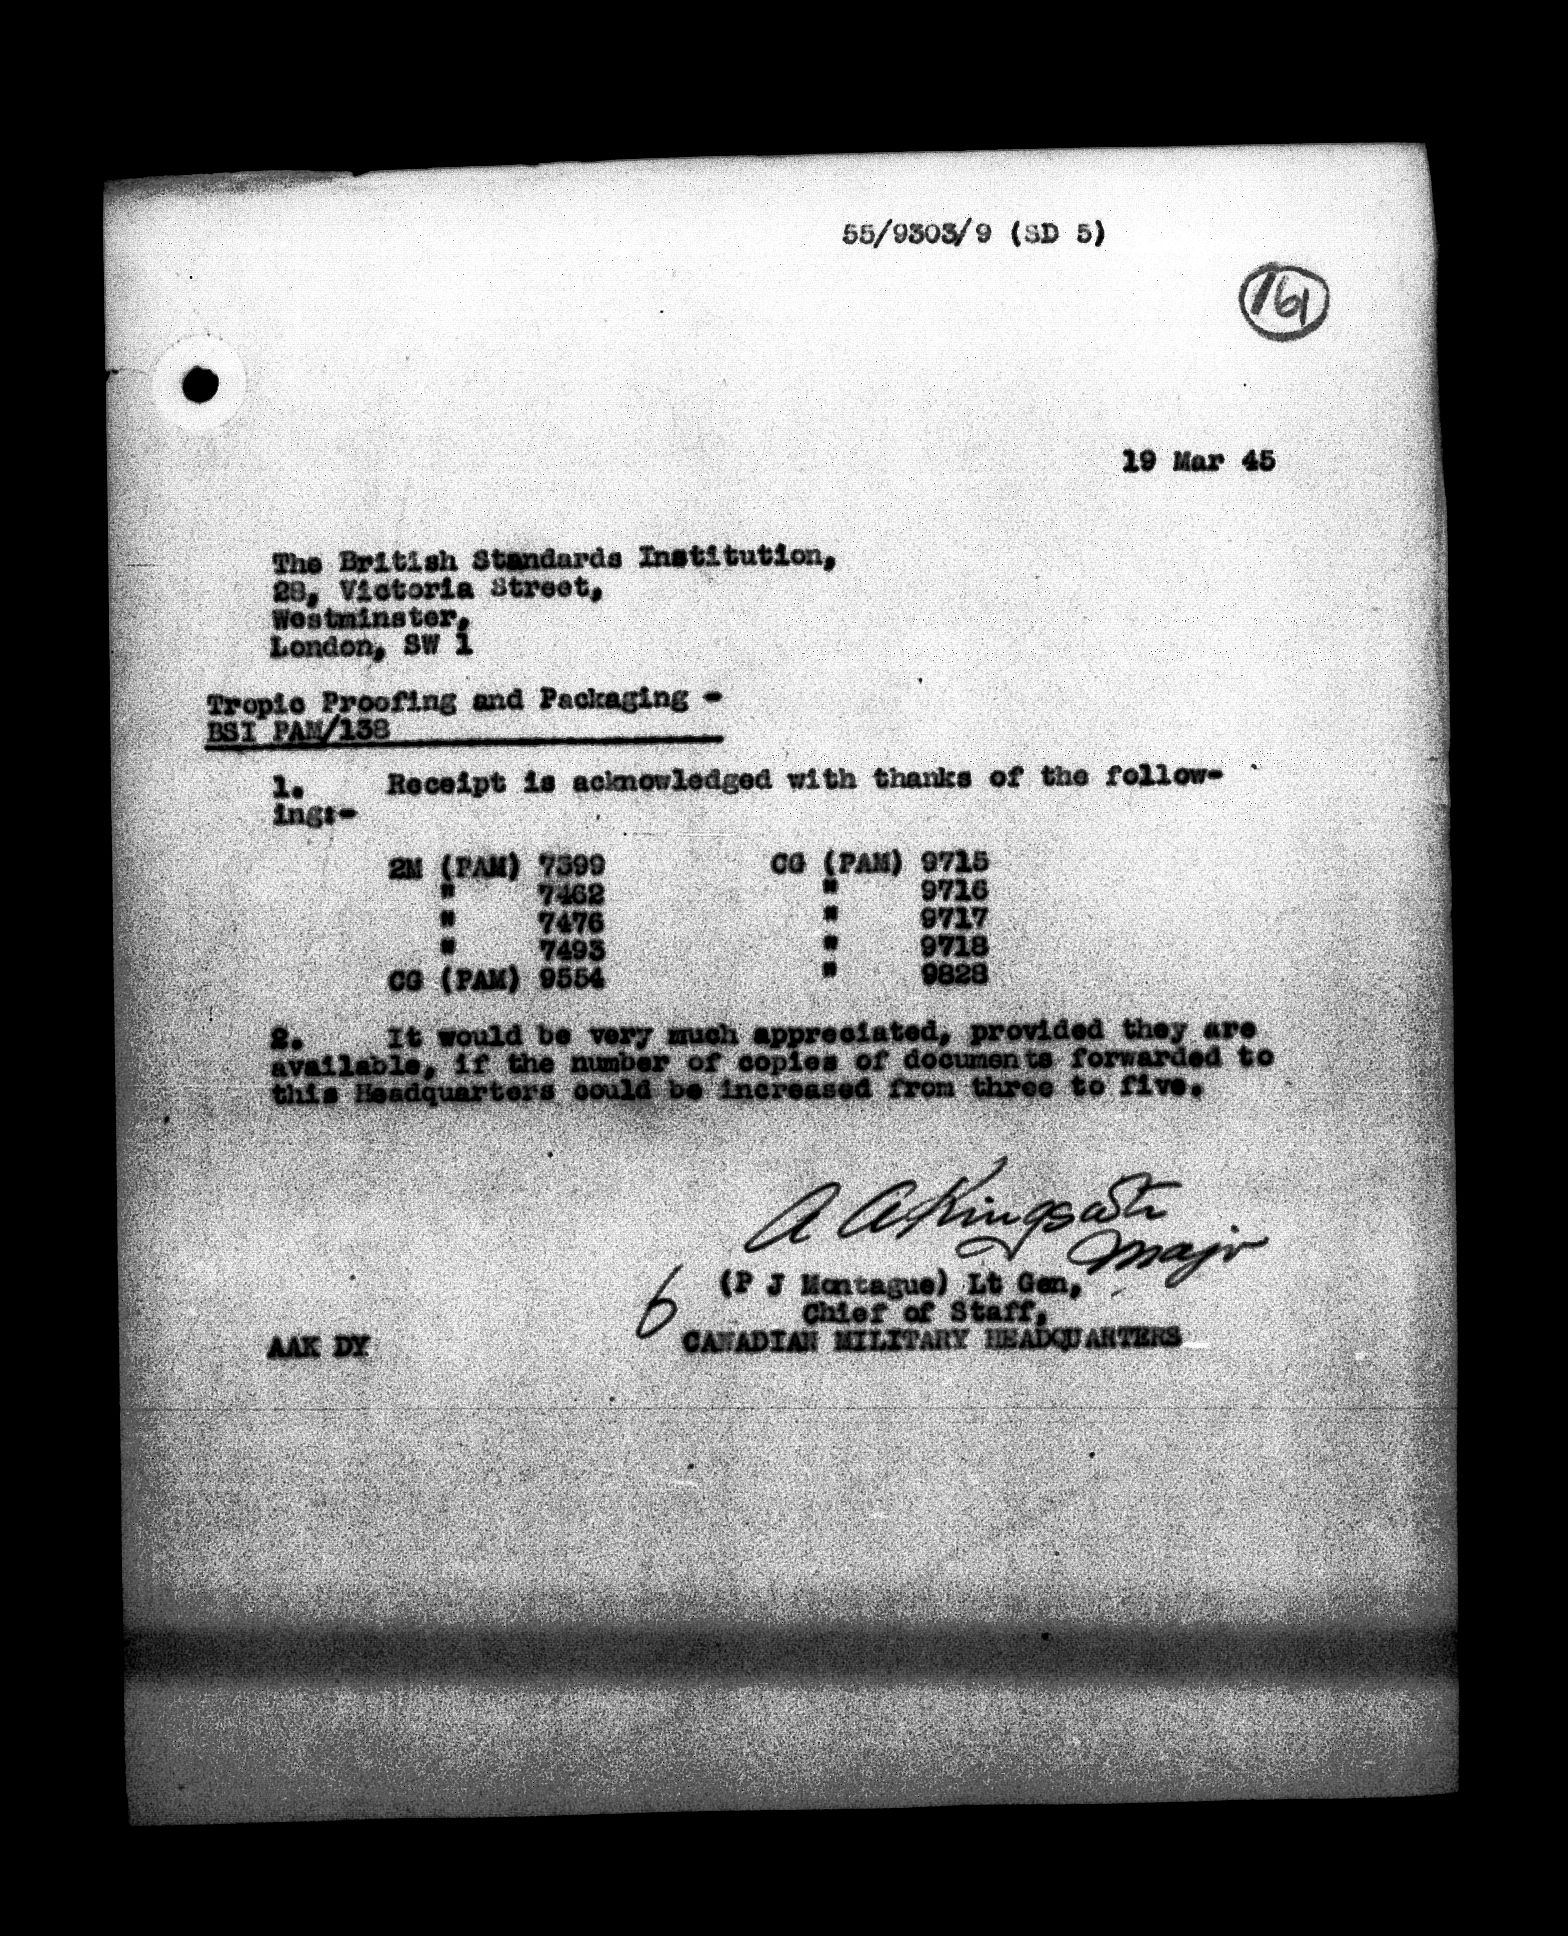 55/9303/9 (SD 5)
161
19 Mar 45
The British Standards Institution,
28, Victoria Street,
Westminster,
London, SW 1
Tropic Proofing and Packaging -
BSI PAM/138
1. Receipt is acknowledged with thanks of the follow-
ing:-
2M (PAM) 7399 CG (PAM) 9715
" 7462 " 9716
" 7476 " 9717
" 7493 " 9718
CG (PAM) 9554 " 9828
2. It would be very much appreciated, provided they are
available, if the number of copies of documents forwarded to
this Headquarters could be increased from three to five.
A A
Major
6 (P J Montague) Lt Gen,
Chief of Staff,
AAK DY CANADIAN MILITARY HEADQUARTERS